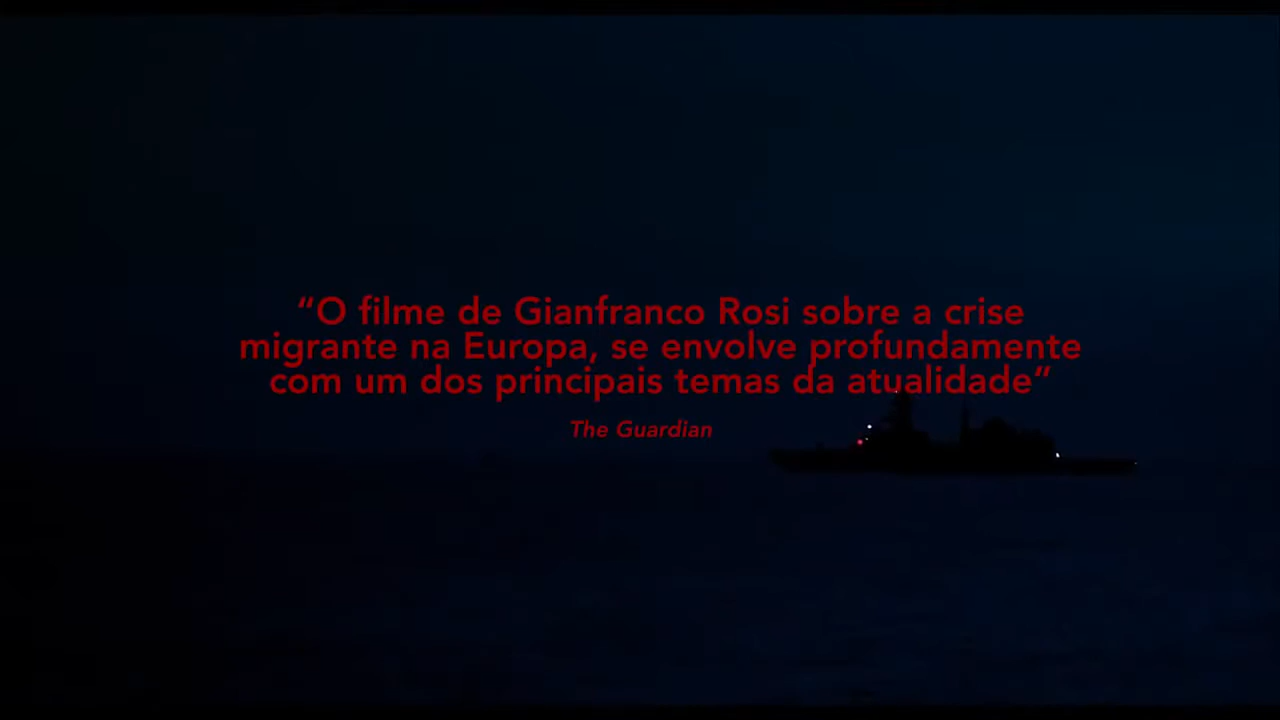 “O filme de Gianfranco Rosi sobre a crise
migrante na Europa, se envolve profundamente
com um dos principais temas da atualidade”
The Guardian